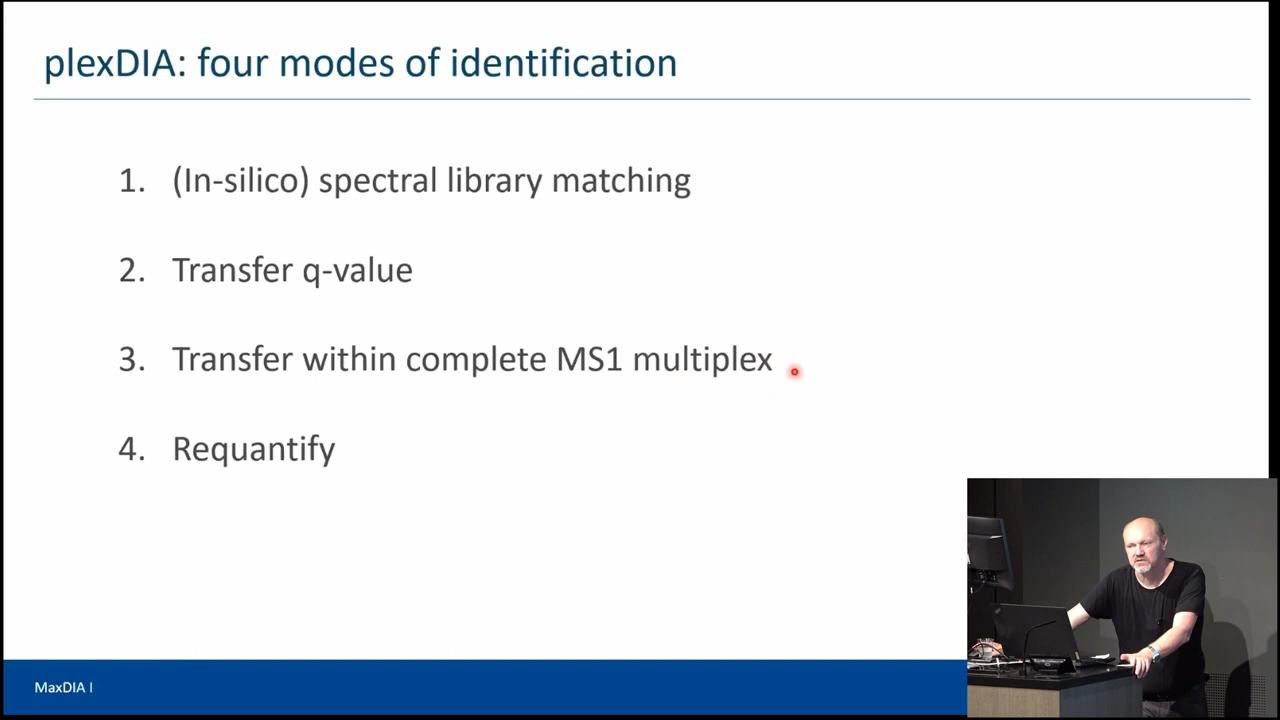 plexDIA: four modes of identification
1. (In-silico) spectral library matching
2. Transfer q-value
3. Transfer within complete MS1 multiplex
4. Requantify
MaxDIA |